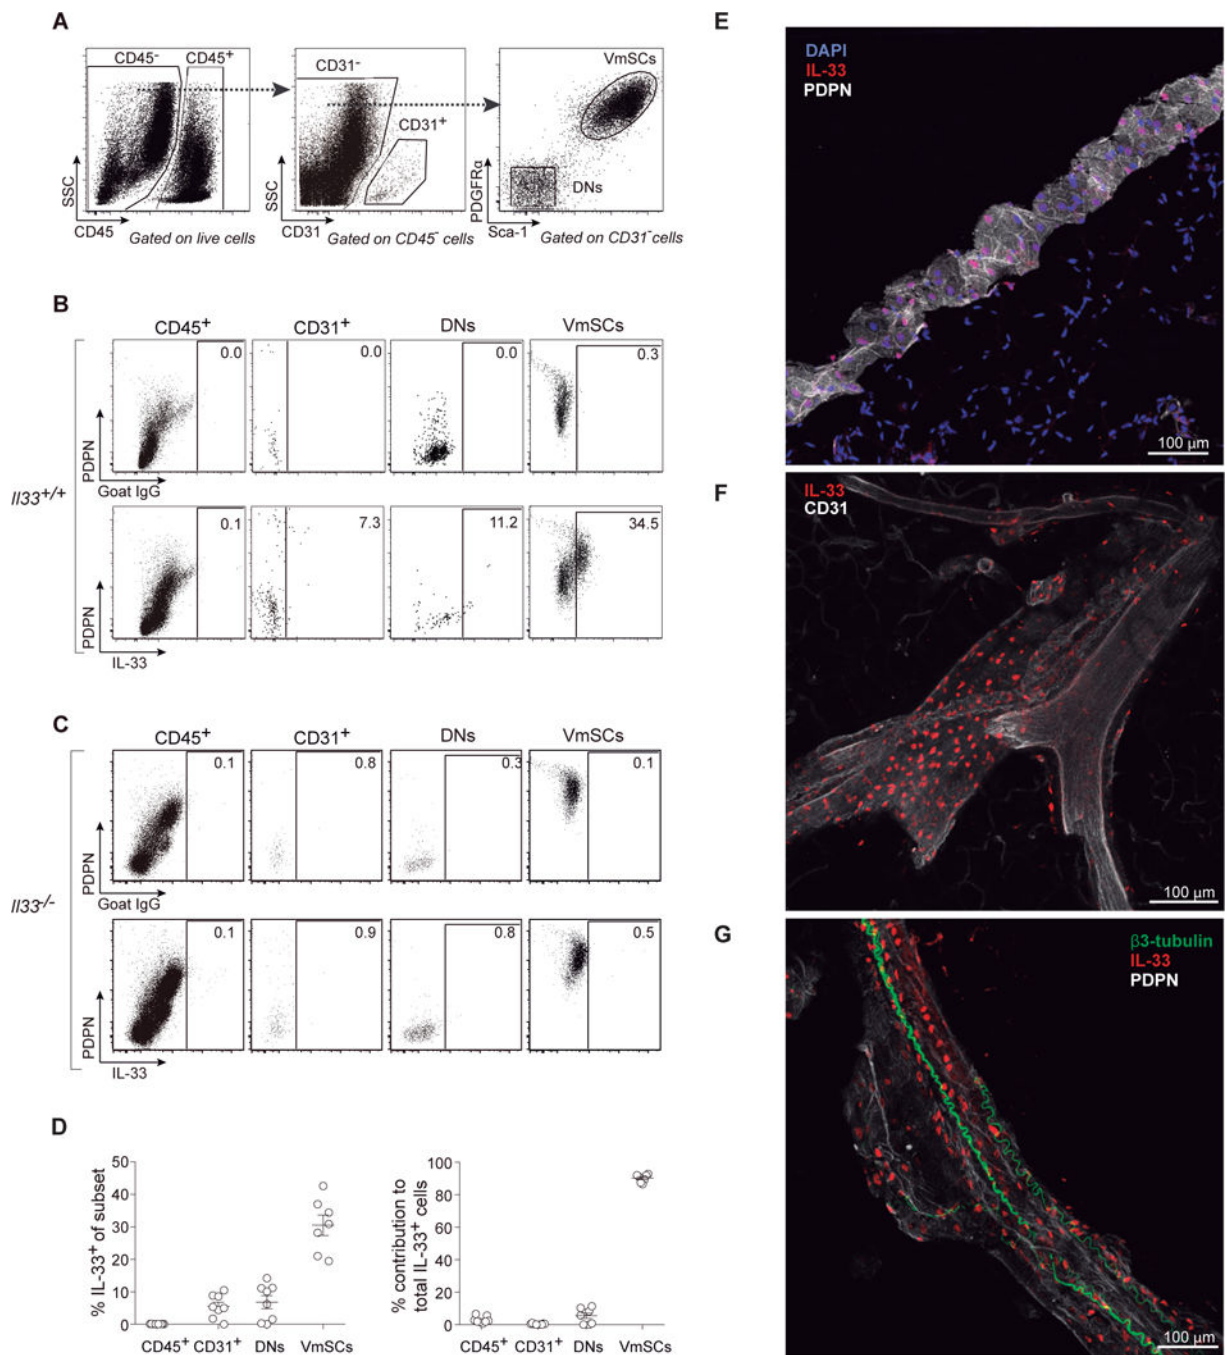 A
CD45-
CD45+
SSC
CD45
Gated on live cells
CD31-
CD31+
SSC
CD31
Gated on CD45- cells
VmSCs
DNs
PDGFRα
Sca-1
Gated on CD31- cells
B
CD45+
CD31+
DNs
VmSCs
Il33+/+
0.0
0.0
0.0
0.3
PDPN
Goat IgG
0.1
7.3
11.2
34.5
PDPN
IL-33
C
CD45+
CD31+
DNs
VmSCs
Il33-/-
0.1
0.8
0.3
0.1
PDPN
Goat IgG
0.1
0.9
0.8
0.5
PDPN
IL-33
D
% IL-33+ of subset
50
40
30
20
10
0
CD45+ CD31+ DNs VmSCs
% contribution to
total IL-33+ cells
100
80
60
40
20
0
CD45+ CD31+ DNs VmSCs
E
DAPI
IL-33
PDPN
100 µm
F
IL-33
CD31
100 µm
G
β3-tubulin
IL-33
PDPN
100 µm